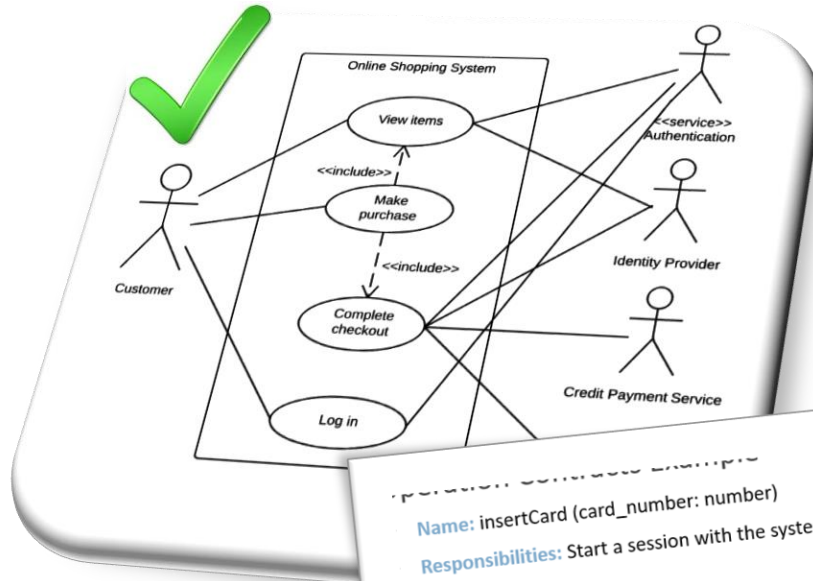 Online Shopping System
View items
<<service>>
Authentication
<<include>>
Make
purchase
Identity Provider
<<include>>
Customer
Complete
checkout
Credit Payment Service
Log in
Name: insertCard (card_number: number)
Responsibilities: Start a session with the syste